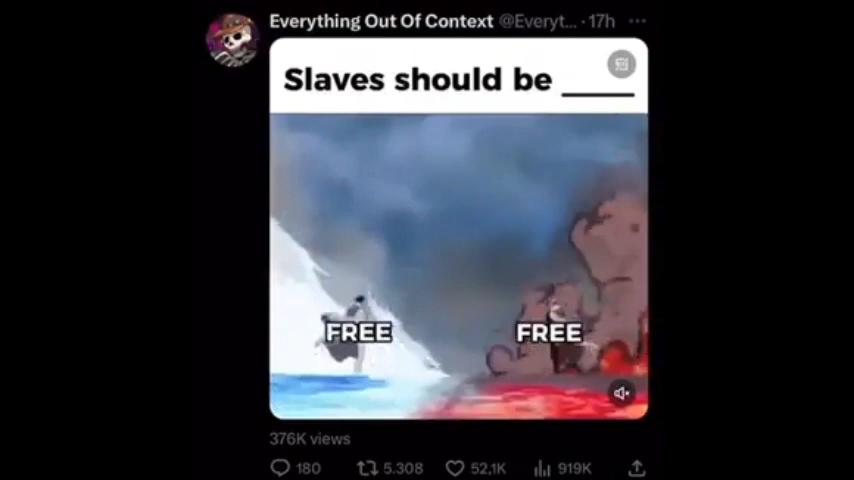 Everything Out Of Context @Everyt... · 17h ···
Slaves should be ____
FREE FREE
376K views
180 5.308 52,1K 919K